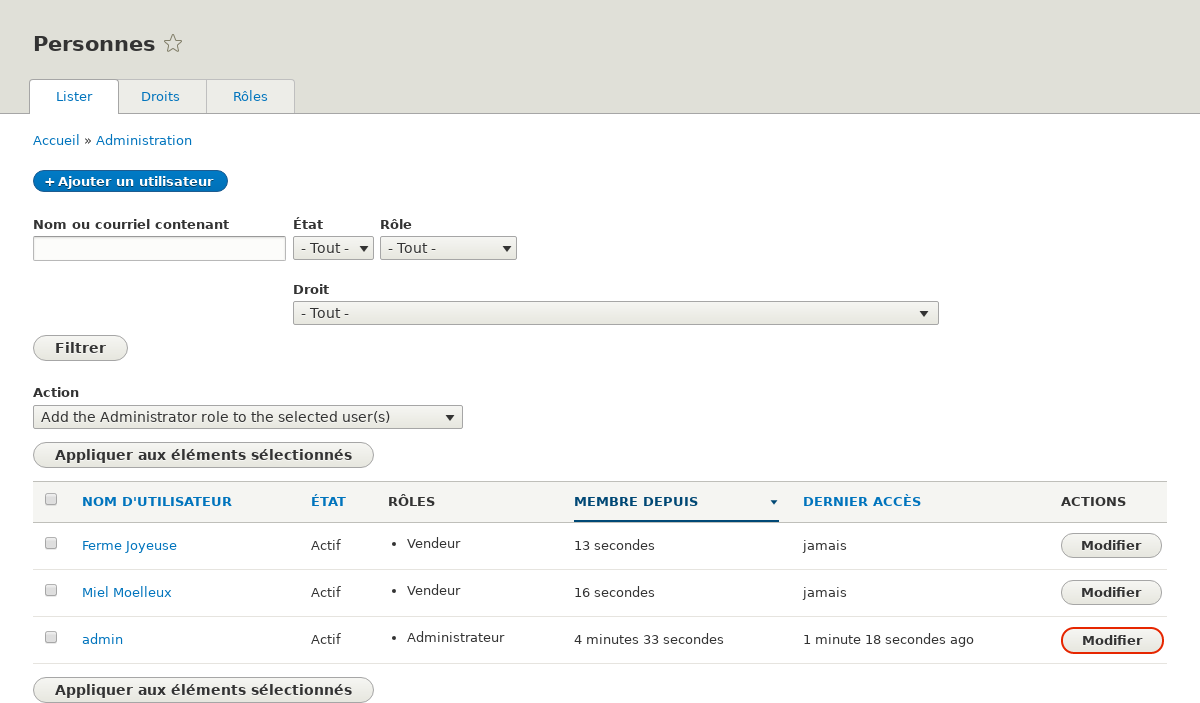 Personnes
Lister Droits Rôles
Accueil » Administration
+ Ajouter un utilisateur
Nom ou courriel contenant État Rôle
- Tout - - Tout -
Droit
- Tout -
Filtrer
Action
Add the Administrator role to the selected user(s)
Appliquer aux éléments sélectionnés
NOM D'UTILISATEUR ÉTAT RÔLES MEMBRE DEPUIS DERNIER ACCÈS ACTIONS
Ferme Joyeuse Actif • Vendeur 13 secondes jamais Modifier
Miel Moelleux Actif • Vendeur 16 secondes jamais Modifier
admin Actif • Administrateur 4 minutes 33 secondes 1 minute 18 secondes ago Modifier
Appliquer aux éléments sélectionnés